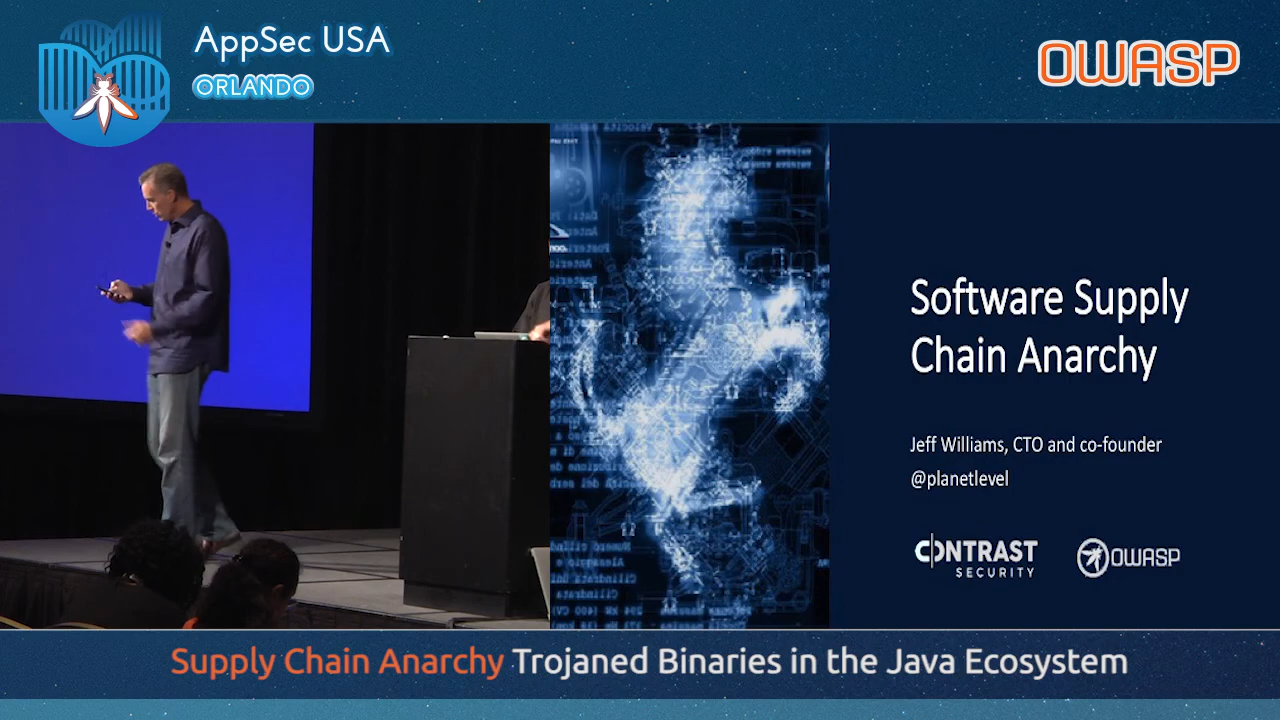 AppSec USA
ORLANDO
OWASP
Software Supply
Chain Anarchy
Jeff Williams, CTO and co-founder
@planetlevel
CONTRAST
SECURITY
OWASP
Supply Chain Anarchy Trojaned Binaries in the Java Ecosystem